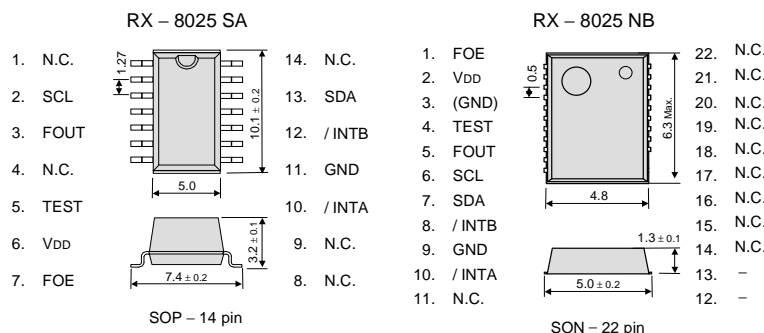 RX – 8025 SA
1. N.C.
2. SCL
3. FOUT
4. N.C.
5. TEST
6. VDD
7. FOE
1.27
10.1 ± 0.2
5.0
3.2 ± 0.1
7.4 ± 0.2
14. N.C.
13. SDA
12. / INTB
11. GND
10. / INTA
9. N.C.
8. N.C.
SOP – 14 pin
RX – 8025 NB
1. FOE
2. VDD
3. (GND)
4. TEST
5. FOUT
6. SCL
7. SDA
8. / INTB
9. GND
10. / INTA
11. N.C.
0.5
6.3 Max.
4.8
1.3 ± 0.1
5.0 ± 0.2
22. N.C.
21. N.C.
20. N.C.
19. N.C.
18. N.C.
17. N.C.
16. N.C.
15. N.C.
14. N.C.
13. –
12. –
SON – 22 pin